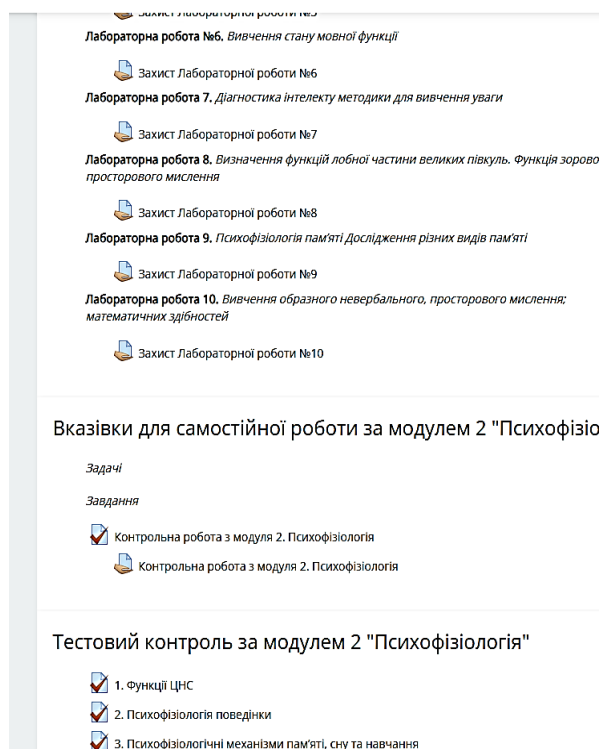 Захист Лабораторної роботи №5
Лабораторна робота №6. Вивчення стану мовної функції
Захист Лабораторної роботи №6
Лабораторна робота 7. Діагностика інтелекту методики для вивчення уваги
Захист Лабораторної роботи №7
Лабораторна робота 8. Визначення функцій лобної частини великих півкуль. Функція зорово
просторового мислення
Захист Лабораторної роботи №8
Лабораторна робота 9. Психофізіологія пам'яті Дослідження різних видів пам'яті
Захист Лабораторної роботи №9
Лабораторна робота 10. Вивчення образного невербального, просторового мислення;
математичних здібностей
Захист Лабораторної роботи №10
Вказівки для самостійної роботи за модулем 2 "Психофізіо
Задачі
Завдання
Контрольна робота з модуля 2. Психофізіологія
Контрольна робота з модуля 2. Психофізіологія
Тестовий контроль за модулем 2 "Психофізіологія"
1. Функції ЦНС
2. Психофізіологія поведінки
3. Психофізіологічні механізми пам'яті, сну та навчання